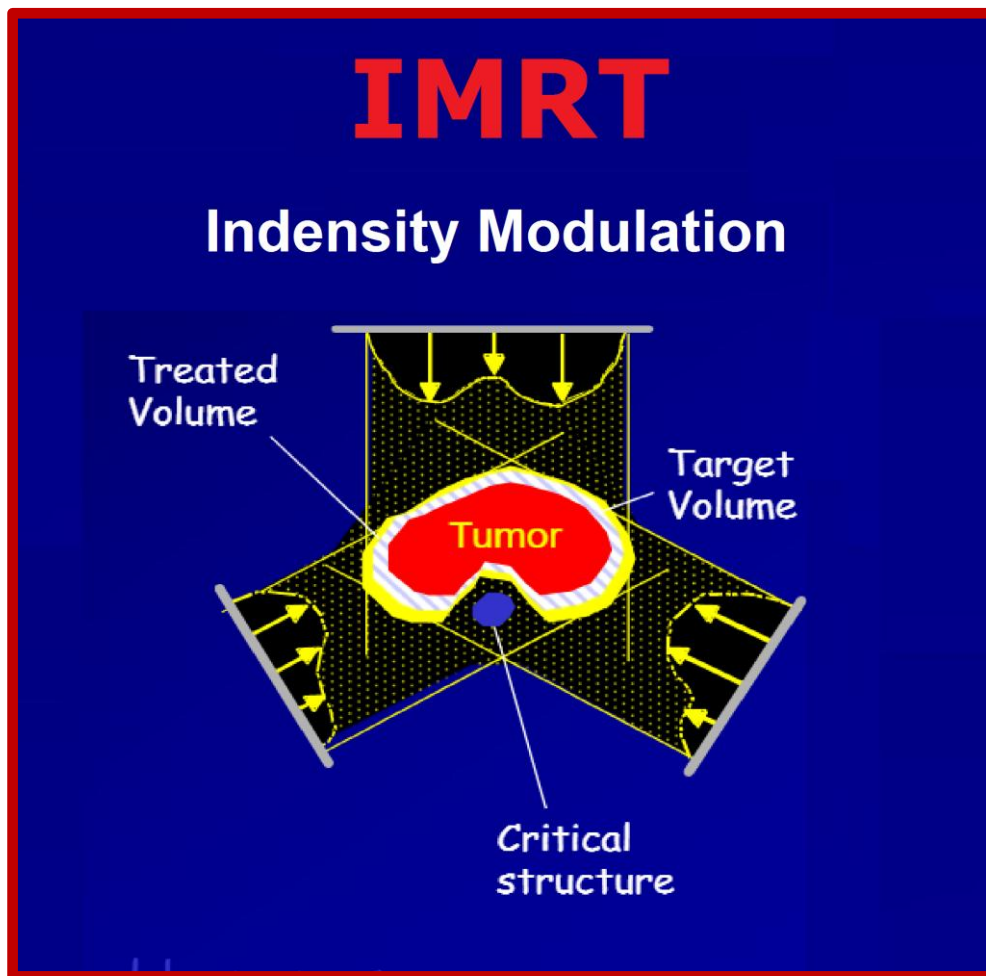 IMRT
Indensity Modulation
Treated
Volume
Target
Volume
Tumor
Critical
structure